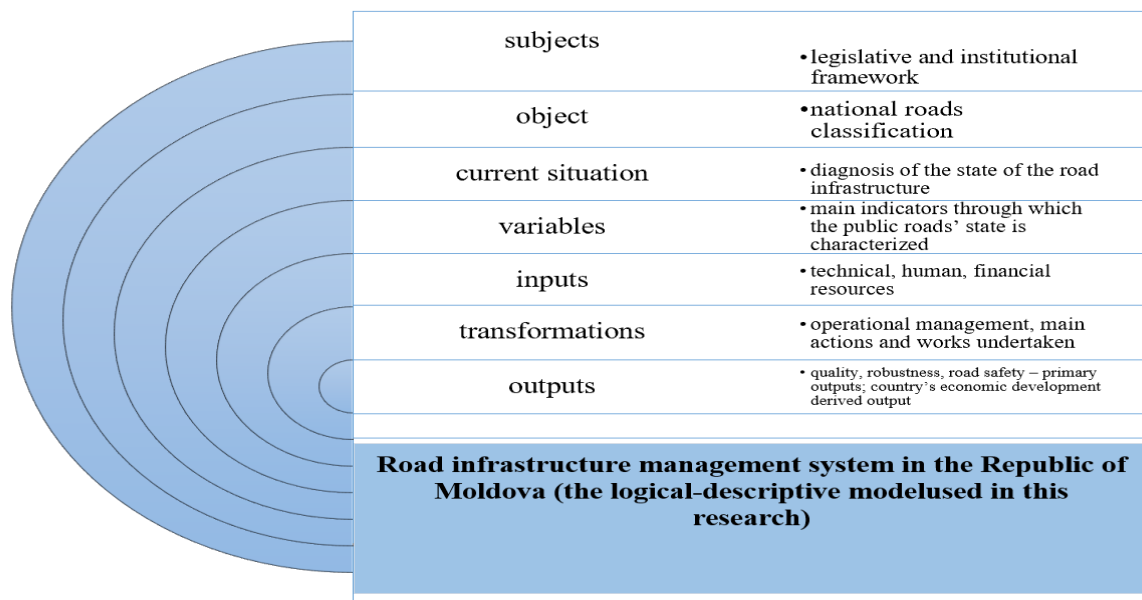 subjects
• legislative and institutional
framework
object
•national roads
classification
current situation
• diagnosis of the state of the road
infrastructure
variables
• main indicators through which
the public roads’ state is
characterized
inputs
• technical, human, financial
resources
transformations
• operational management, main
actions and works undertaken
outputs
• quality, robustness, road safety – primary
outputs; country’s economic development
derived output
Road infrastructure management system in the Republic of
Moldova (the logical-descriptive modelused in this
research)